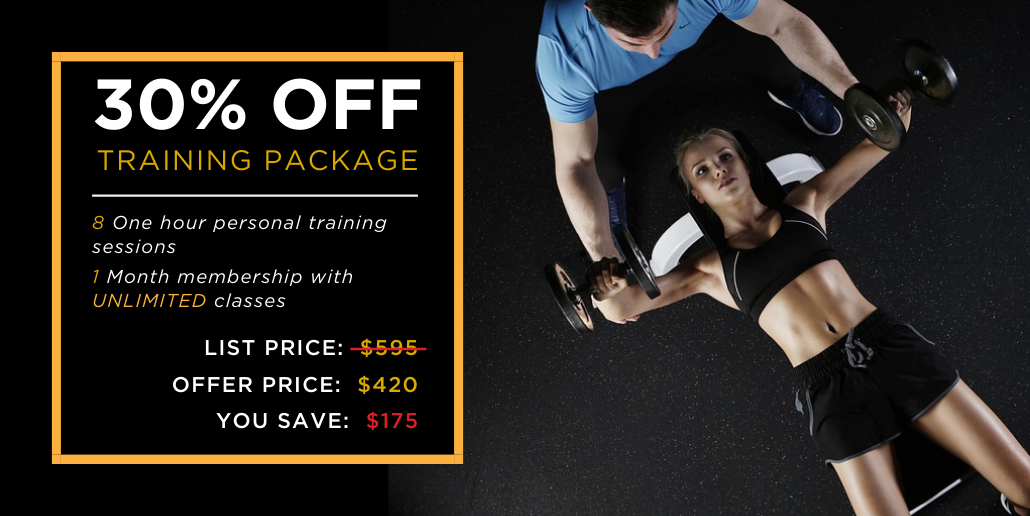 30% OFF
TRAINING PACKAGE
8 One hour personal training
sessions
1 Month membership with
UNLIMITED classes
LIST PRICE: $595
OFFER PRICE: $420
YOU SAVE: $175